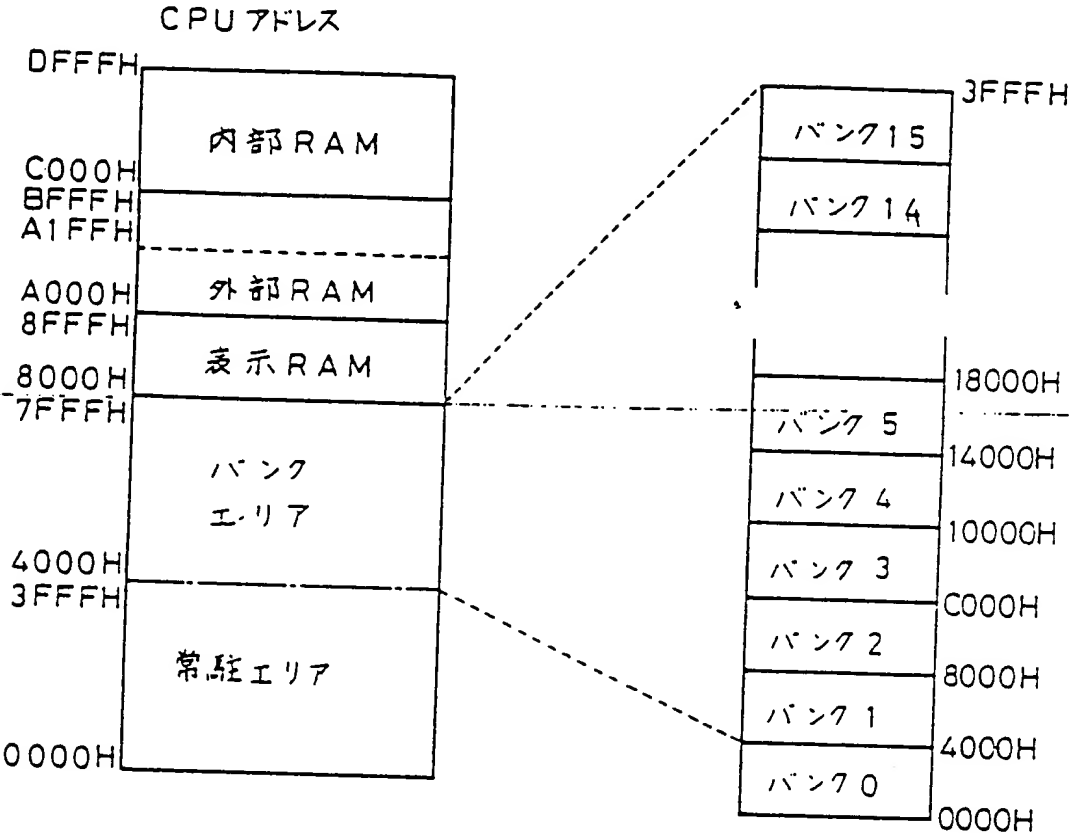 CPUアドレス
DFFFH
内部RAM
C000H
BFFFH
A1FFH
A000H
外部RAM
8FFFH
表示RAM
8000H
7FFFH
バンク
エリア
4000H
3FFFH
常駐エリア
0000H
3FFFH
バンク15
バンク14
18000H
バンク5
14000H
バンク4
10000H
バンク3
C000H
バンク2
8000H
バンク1
4000H
バンク0
0000H